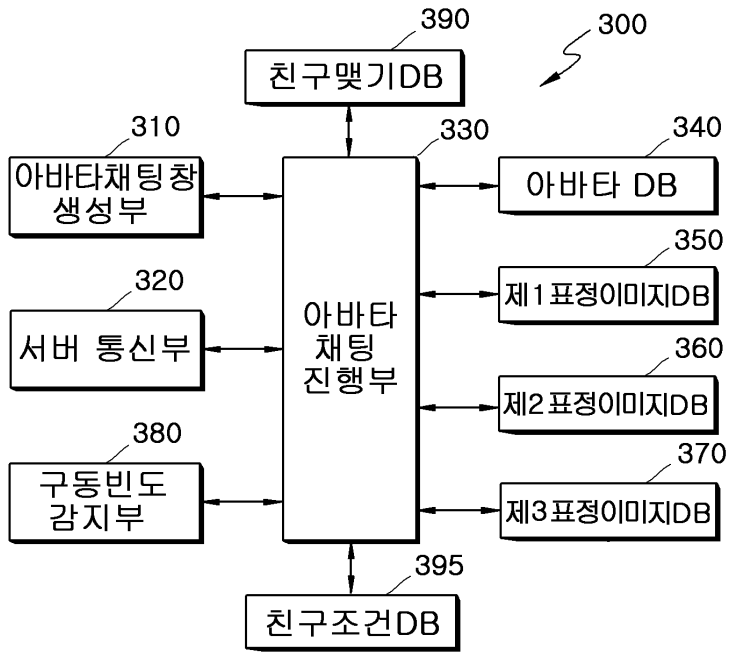 390
300
친구맺기DB
310
330
340
아바타채팅창
생성부
아바타 DB
350
제1표정이미지DB
320
서버 통신부
아바타
채팅
진행부
360
제2표정이미지DB
380
구동빈도
감지부
370
제3표정이미지DB
395
친구조건DB